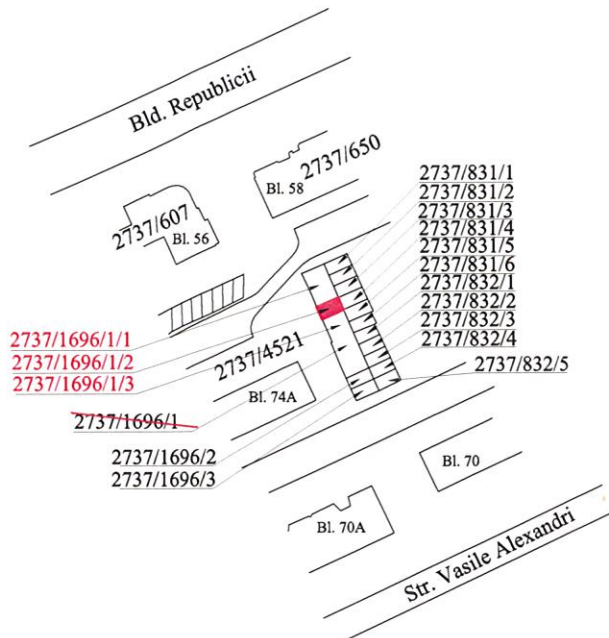 Bld. Republicii
2737/650
Bl. 58
2737/607
Bl. 56
2737/831/1
2737/831/2
2737/831/3
2737/831/4
2737/831/5
2737/831/6
2737/832/1
2737/832/2
2737/832/3
2737/832/4
2737/832/5
2737/1696/1/1
2737/1696/1/2
2737/1696/1/3
2737/4521
Bl. 74A
2737/1696/1
2737/1696/2
2737/1696/3
Bl. 70
Bl. 70A
Str. Vasile Alexandri